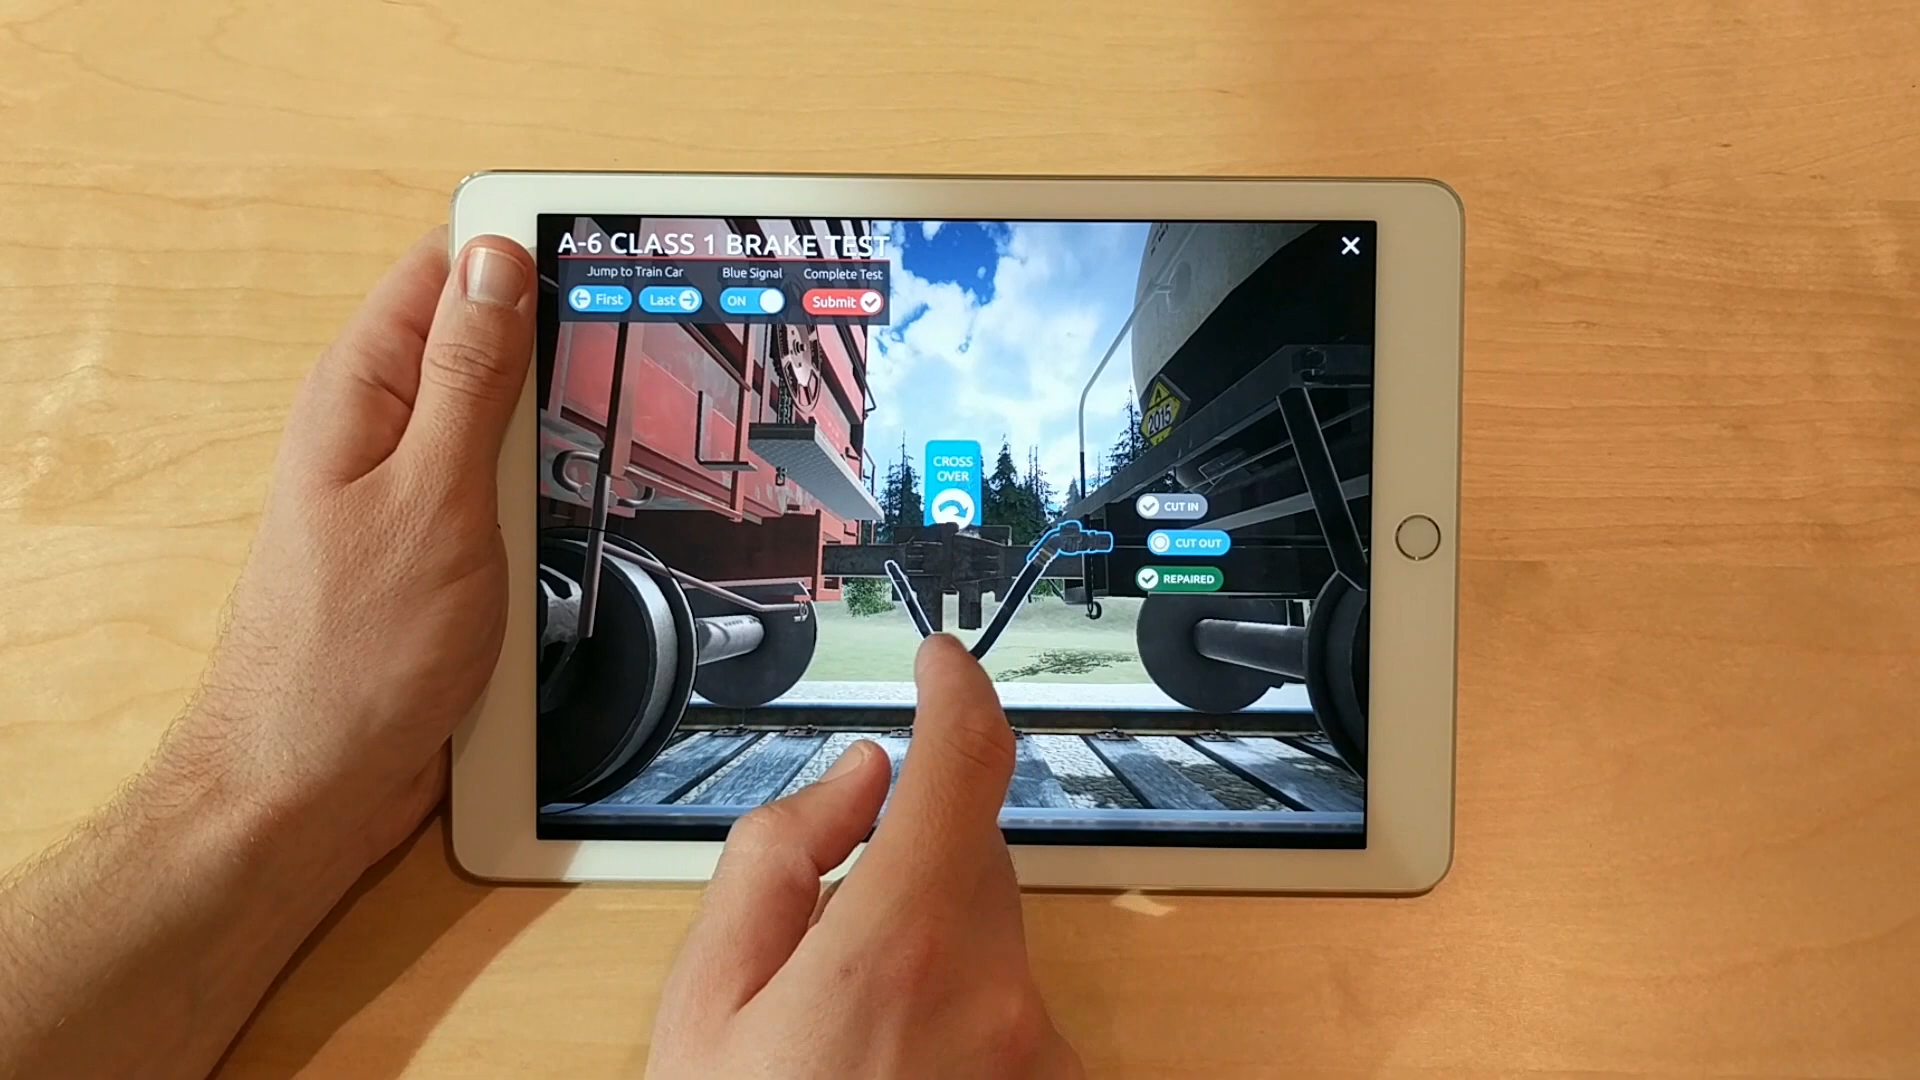 A-6 CLASS 1 BRAKE TEST
Jump to Train Car
Blue Signal
Complete Test
First
Last
ON
Submit
CROSS
OVER
A
2015
CUT IN
CUT OUT
REPAIRED